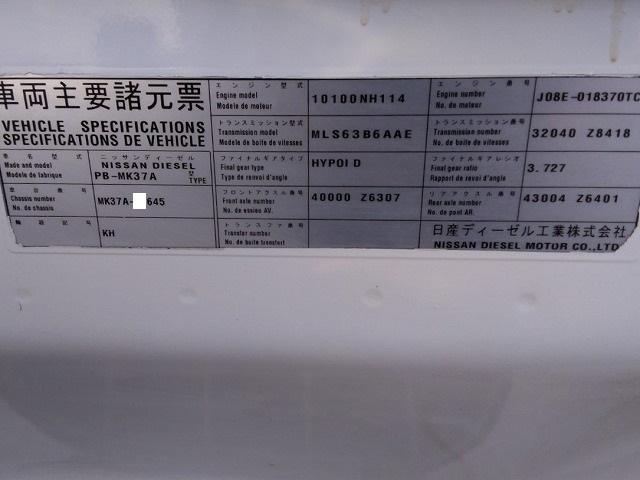 車両主要諸元票
VEHICLE SPECIFICATIONS
SPECIFICATIONS DE VEHICLE
車名型式
Make and model
Modele de fabrique
ニッサンディーゼル
NISSAN DIESEL
PB-MK37A
型
TYPE
車台番号
Chassis number
No. de chassis
MK37A-
645
KH
エンジン型式
Engine model
Modele de moteur
10100NH114
トランスミッション型式
Transmission model
Modele de boite de vitesses
MLS63B6AAE
ファイナルギアタイプ
Final gear type
Type de renvoi d'angle
HYPOID
フロントアクスル番号
Front axle number
No. de essieu AV.
40000 Z6307
トランスファ番号
Transfer number
No. de boite transfert
エンジン番号
Engine number
No. de moteur
J08E-018370TC
トランスミッション番号
Transmission number
No. de boite de vitesses
32040 Z8418
ファイナルギアレシオ
Final gear ratio
Rapport de renvoi d'angle
3.727
リアアクスル番号
Rear axle number
No. de pont AR.
43004 Z6401
日産ディーゼル工業株式会社
NISSAN DIESEL MOTOR CO.,LTD